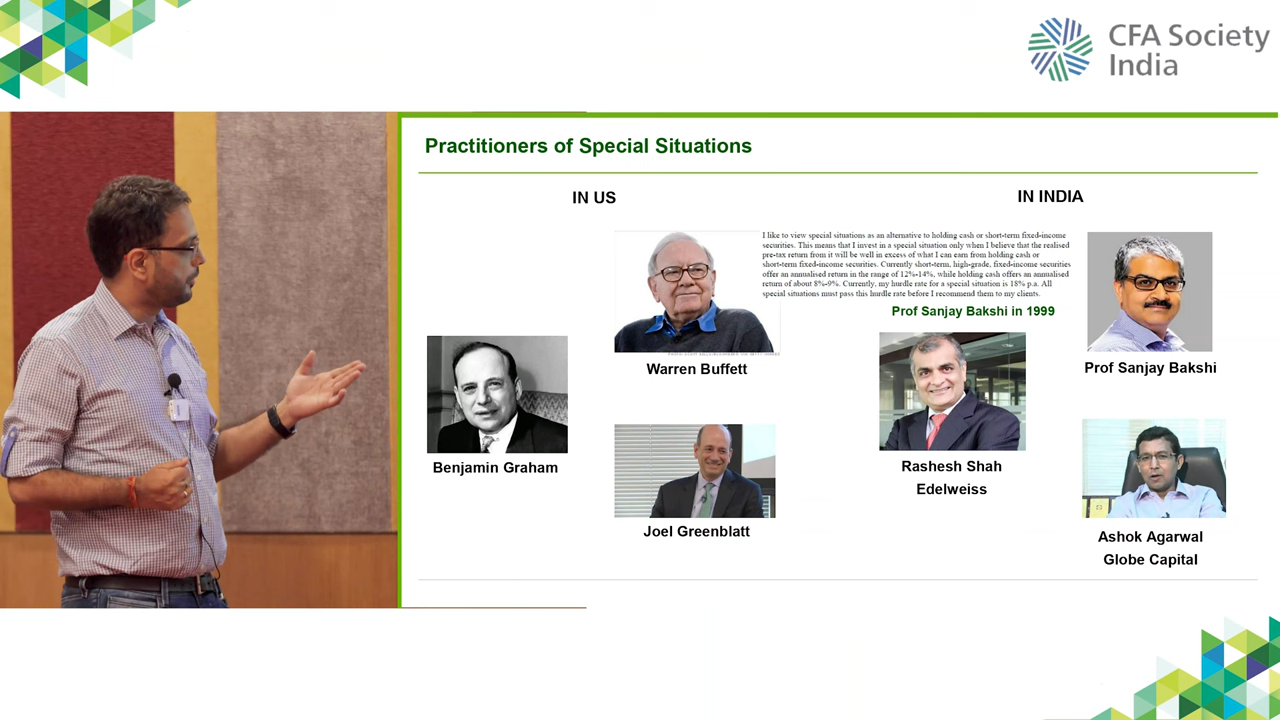 CFA Society
India
Practitioners of Special Situations
IN US
IN INDIA
I like to view special situations as an alternative to holding cash or short-term fixed-income
securities. This means that I invest in a special situation only when I believe that the realised
pre-tax return from it will be well in excess of what I can earn from holding cash or
short-term fixed-income-securities. Currently short-term, high-grade, fixed-income securities
offer an annualised return in the range of 12%-14%, while holding cash offers an annualised
return of about 8%-9%. Currently, my hurdle rate for a special situation is 18% p.a. All
special situations must pass this hurdle rate before I recommend them to my clients.
Prof Sanjay Bakshi in 1999
Warren Buffett
Prof Sanjay Bakshi
Benjamin Graham
Rashesh Shah
Edelweiss
Joel Greenblatt
Ashok Agarwal
Globe Capital